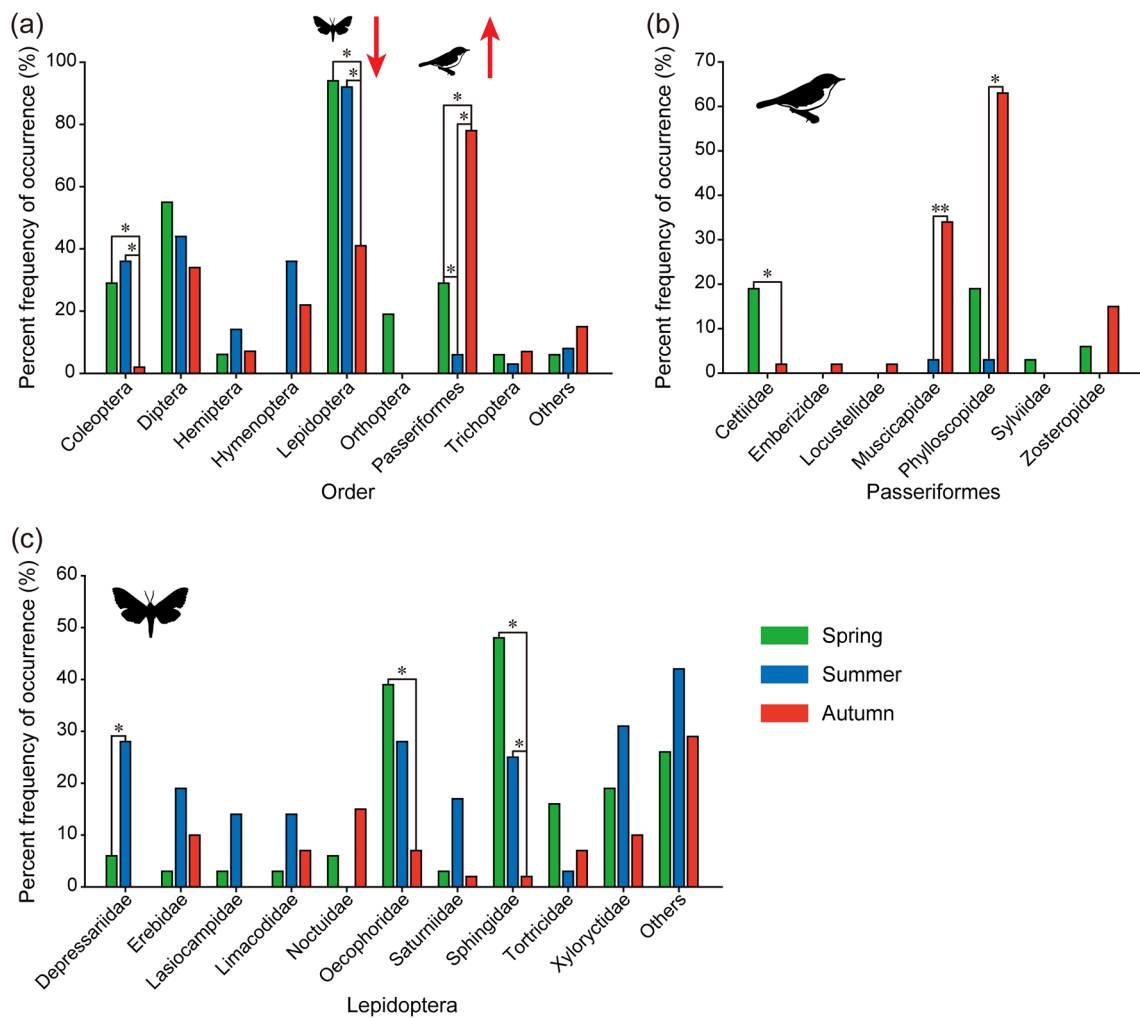 (a)
Percent frequency of occurrence (%)
100
80
60
40
20
0
*
*
*
*
*
*
*
Coleoptera
Diptera
Hemiptera
Hymenoptera
Lepidoptera
Orthoptera
Passeriformes
Trichoptera
Others
Order
(b)
Percent frequency of occurrence (%)
70
60
50
40
30
20
10
0
*
**
*
Cettiidae
Emberizidae
Locustellidae
Muscicapidae
Phylloscopidae
Sylviidae
Zosteropidae
Passeriformes
(c)
Percent frequency of occurrence (%)
60
50
40
30
20
10
0
*
*
*
*
Depressariidae
Erebidae
Lasiocampidae
Limacodidae
Noctuidae
Oecophoridae
Saturniidae
Sphingidae
Tortricidae
Xyloryctidae
Others
Lepidoptera
Spring
Summer
Autumn